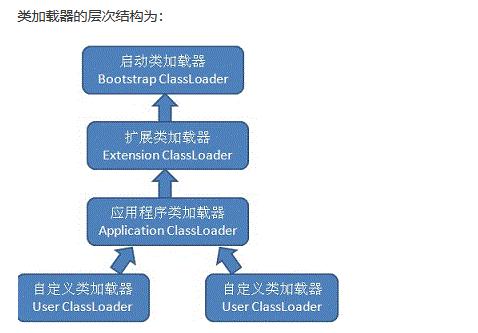 类加载器的层次结构为：
启动类加载器
Bootstrap ClassLoader
扩展类加载器
Extension ClassLoader
应用程序类加载器
Application ClassLoader
自定义类加载器
User ClassLoader
自定义类加载器
User ClassLoader